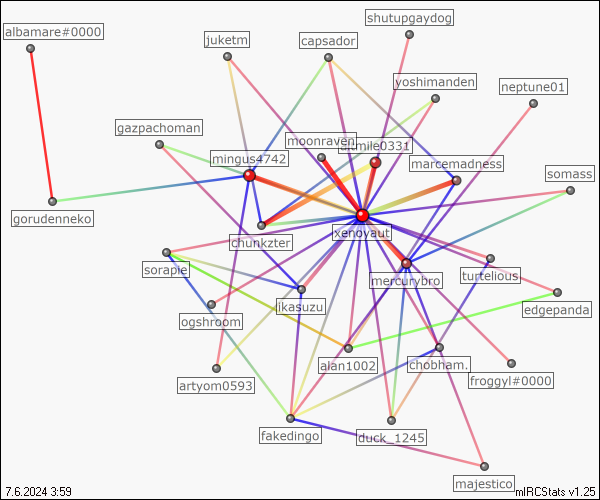 shutupgaydog
albamare#0000
juketm
capsador
yoshimanden
neptune01
gazpachoman
moonraven
mingus4742
marcemadness
somass
gorudenneko
xenoyaut
chunkzter
sorapie
mercurybro
turtelious
ikasuzu
edgepanda
ogshroom
alan1002
chobham.
froggyl#0000
artyom0593
fakedingo
duck_1245
majestico
7.6.2024 3:59
mIRCStats v1.25